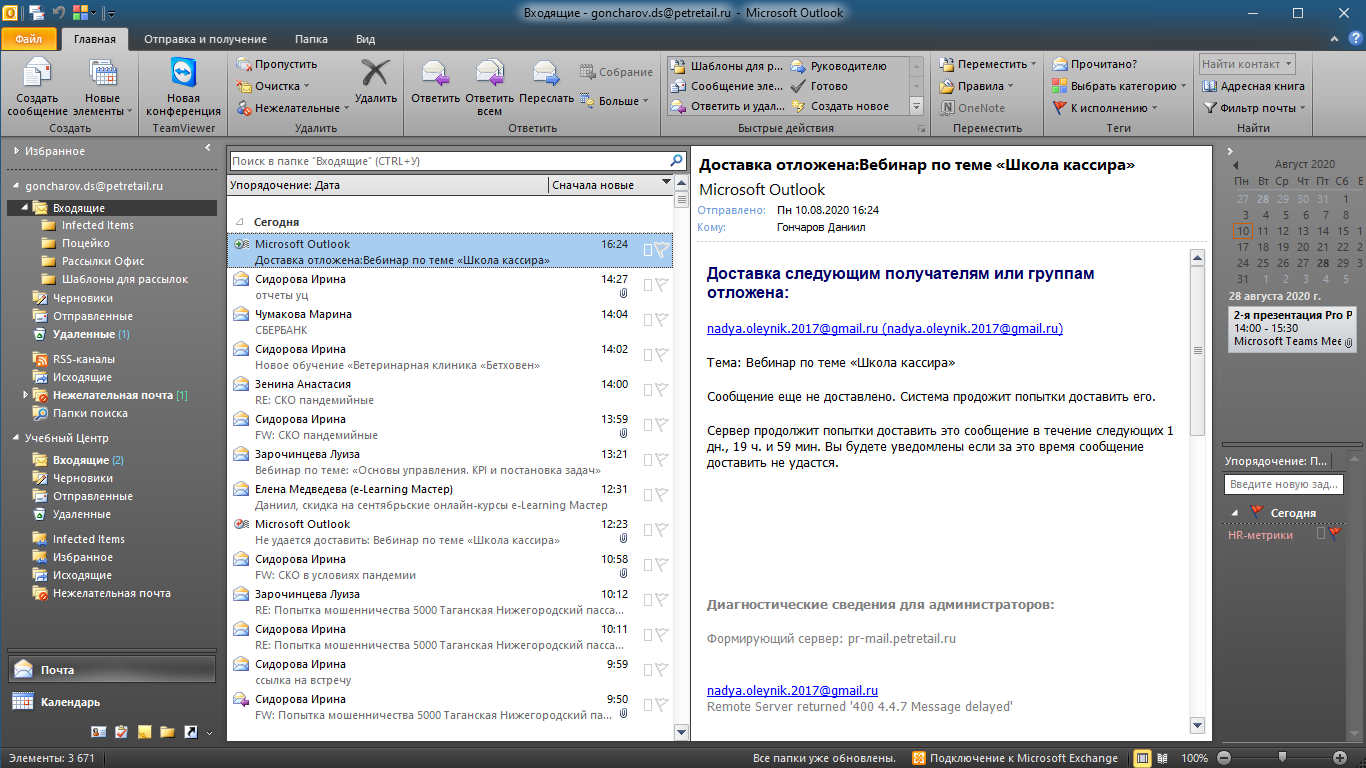 Входящие - goncharov.ds@petretail.ru - Microsoft Outlook
Файл
Главная
Отправка и получение
Папка
Вид
Создать сообщение
Новые элементы
Создать
Новая конференция
TeamViewer
Пропустить
Очистка
Нежелательные
Удалить
Удалить
Ответить
Ответить всем
Переслать
Собрание
Больше
Ответить
Шаблоны для р...
Сообщение эле...
Ответить и удал...
Руководителю
Готово
Создать новое
Быстрые действия
Переместить
Правила
OneNote
Переместить
Прочитано?
Выбрать категорию
К исполнению
Теги
Найти контакт
Адресная книга
Фильтр почты
Найти
Избранное
goncharov.ds@petretail.ru
Входящие
Infected Items
Поцейко
Рассылки Офис
Шаблоны для рассылок
Черновики
Отправленные
Удаленные (1)
RSS-каналы
Исходящие
Нежелательная почта [1]
Папки поиска
Учебный Центр
Входящие (2)
Черновики
Отправленные
Удаленные
Infected Items
Избранное
Исходящие
Нежелательная почта
Почта
Календарь
Поиск в папке "Входящие" (CTRL+У)
Упорядочение: Дата
Сначала новые
Сегодня
Microsoft Outlook 16:24
Доставка отложена:Вебинар по теме «Школа кассира»
Сидорова Ирина 14:27
отчеты уц
Чумакова Марина 14:04
СБЕРБАНК
Сидорова Ирина 14:02
Новое обучение «Ветеринарная клиника «Бетховен»
Зенина Анастасия 14:00
RE: СКО пандемийные
Сидорова Ирина 13:59
FW: СКО пандемийные
Зарочинцева Луиза 13:21
Вебинар по теме: «Основы управления. KPI и постановка задач»
Елена Медведева (e-Learning Мастер) 12:31
Даниил, скидка на сентябрьские онлайн-курсы e-Learning Мастер
Microsoft Outlook 12:23
Не удается доставить: Вебинар по теме «Школа кассира»
Сидорова Ирина 10:58
FW: СКО в условиях пандемии
Зарочинцева Луиза 10:12
RE: Попытка мошенничества 5000 Таганская Нижегородский пасса...
Сидорова Ирина 10:11
RE: Попытка мошенничества 5000 Таганская Нижегородский пасса...
Сидорова Ирина 9:59
ссылка на встречу
Сидорова Ирина 9:50
FW: Попытка мошенничества 5000 Таганская Нижегородский па...
Доставка отложена:Вебинар по теме «Школа кассира»
Microsoft Outlook
Отправлено: Пн 10.08.2020 16:24
Кому: Гончаров Даниил
Доставка следующим получателям или группам
отложена:
nadya.oleynik.2017@gmail.ru (nadya.oleynik.2017@gmail.ru)
Тема: Вебинар по теме «Школа кассира»
Сообщение еще не доставлено. Система продожит попытки доставить его.
Сервер продолжит попытки доставить это сообщение в течение следующих 1
дн., 19 ч. и 59 мин. Вы будете уведомлены если за это время сообщение
доставить не удастся.
Диагностические сведения для администраторов:
Формирующий сервер: pr-mail.petretail.ru
nadya.oleynik.2017@gmail.ru
Remote Server returned '400 4.4.7 Message delayed'
Август 2020
Пн Вт Ср Чт Пт Сб В
27 28 29 30 31 1
3 4 5 6 7 8
10 11 12 13 14 15 1
17 18 19 20 21 22 2
24 25 26 27 28 29 3
31 1 2 3 4 5
28 августа 2020 г.
2-я презентация Pro P
14:00 - 15:30
Microsoft Teams Mee
Упорядочение: П...
Введите новую зад...
Сегодня
HR-метрики
Элементы: 3 671
Все папки уже обновлены.
Подключение к Microsoft Exchange
100%